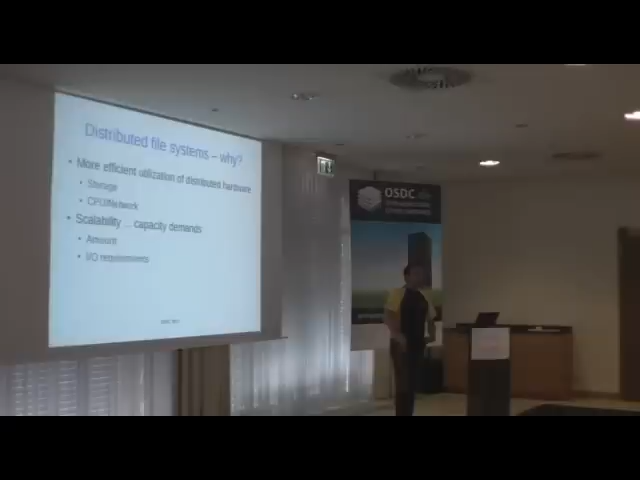 Distributed file systems – why?
• More efficient utilization of distributed hardware
• Storage
• CPU/Network
• Scalability ... capacity demands
• Amount
• I/O requirements
OSDC